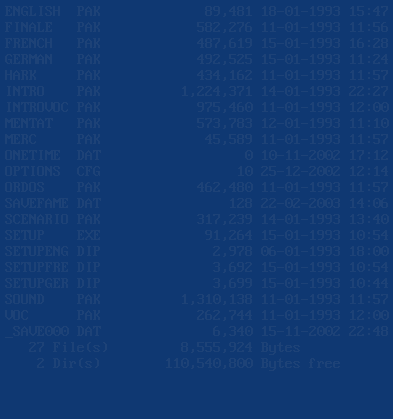 ENGLISH PAK 89,481 18-01-1993 15:47
FINALE PAK 502,276 11-01-1993 11:56
FRENCH PAK 487,619 15-01-1993 16:28
GERMAN PAK 492,525 15-01-1993 11:24
HARK PAK 434,162 11-01-1993 11:57
INTRO PAK 1,224,371 14-01-1993 22:27
INTROVOC PAK 975,460 11-01-1993 12:00
MENTAT PAK 573,783 12-01-1993 11:10
MERC PAK 45.509 11-01-1993 11:57
ONETIME DAT 0 10-11-2002 17:12
OPTIONS CFG 10 25-12-2002 12:14
ORDOS PAK 462,480 11-01-1993 11:57
SAVEFAME DAT 128 22-02-2003 14:06
SCENARIO PAK 317,239 14-01-1993 13:40
SETUP EXE 91,264 15-01-1993 10:54
SETUPENG DIP 2,978 06-01-1993 18:00
SETUPFRE DIP 3,692 15-01-1993 10:54
SETUPGER DIP 3,699 15-01-1993 10:44
SOUND PAK 1,310,138 11-01-1993 11:57
VOC PAK 262,744 11-01-1993 12:00
_SAVE000 DAT 6,340 15-11-2002 22:48
27 File(s) 8,555,924 Bytes
2 Dir(s) 110,540,800 Bytes free